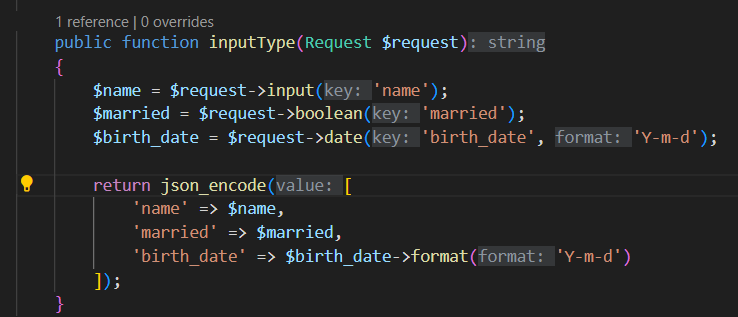 1 reference | 0 overrides
public function inputType(Request $request): string
{
$name = $request->input(key: 'name');
$married = $request->boolean(key: 'married');
$birth_date = $request->date(key: 'birth_date', format: 'Y-m-d');
return json_encode(value: [
'name' => $name,
'married' => $married,
'birth_date' => $birth_date->format(format: 'Y-m-d')
]);
}